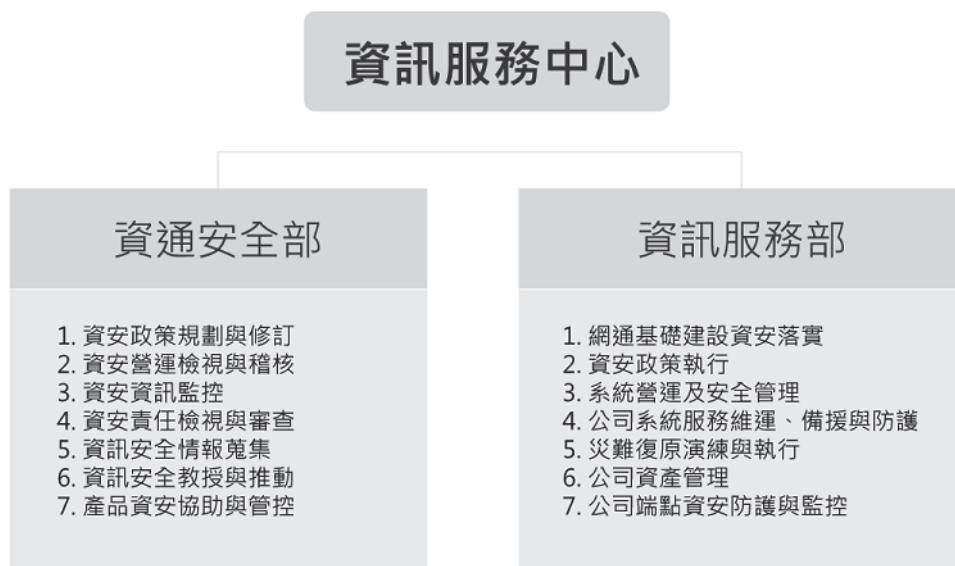 資訊服務中心
資通安全部
1. 資安政策規劃與修訂
2. 資安營運檢視與稽核
3. 資安資訊監控
4. 資安責任檢視與審查
5. 資訊安全情報蒐集
6. 資訊安全教授與推動
7. 產品資安協助與管控
資訊服務部
1. 網通基礎建設資安落實
2. 資安政策執行
3. 系統營運及安全管理
4. 公司系統服務維運、備援與防護
5. 災難復原演練與執行
6. 公司資產管理
7. 公司端點資安防護與監控